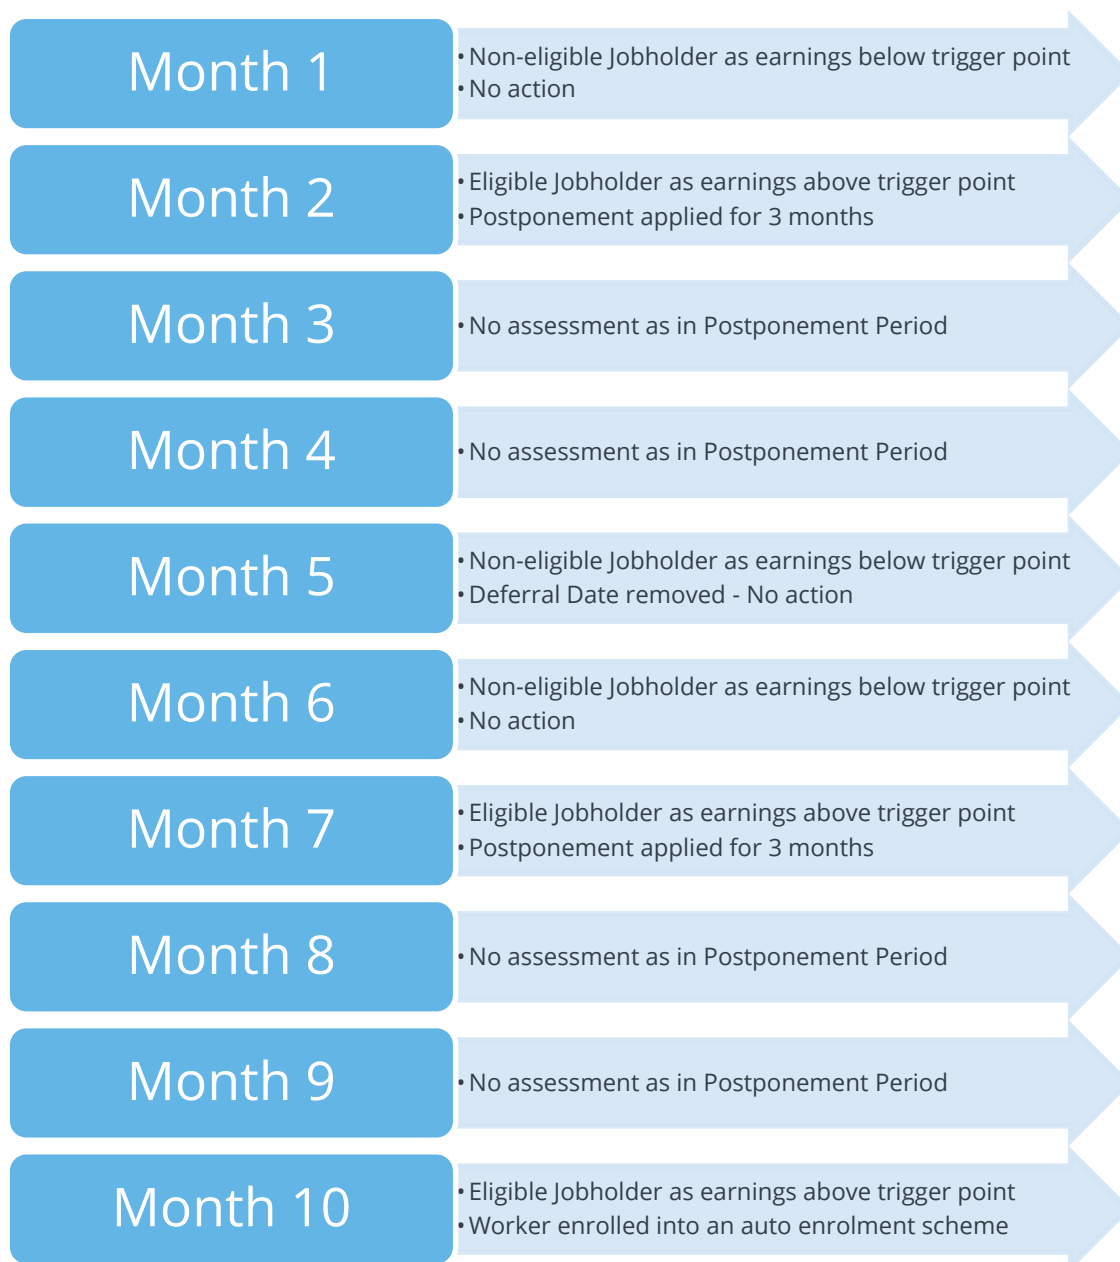 Month 1
• Non-eligible Jobholder as earnings below trigger point
• No action
Month 2
• Eligible Jobholder as earnings above trigger point
• Postponement applied for 3 months
Month 3
• No assessment as in Postponement Period
Month 4
• No assessment as in Postponement Period
Month 5
• Non-eligible Jobholder as earnings below trigger point
• Deferral Date removed - No action
Month 6
• Non-eligible Jobholder as earnings below trigger point
• No action
Month 7
• Eligible Jobholder as earnings above trigger point
• Postponement applied for 3 months
Month 8
• No assessment as in Postponement Period
Month 9
• No assessment as in Postponement Period
Month 10
• Eligible Jobholder as earnings above trigger point
• Worker enrolled into an auto enrolment scheme